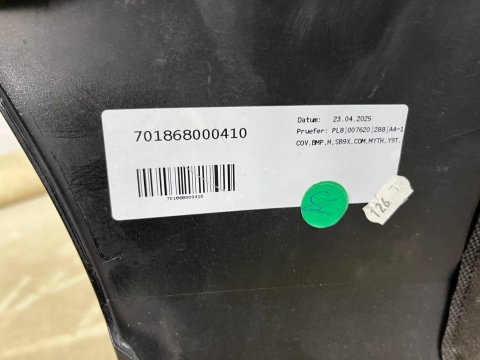 Datum: 23.04.2025
Pruefer: PL8|007620|288|A4-1
701868000410
COV,BMP,H,SB9X,COM,MYTH,Y9T,
701868000410
126